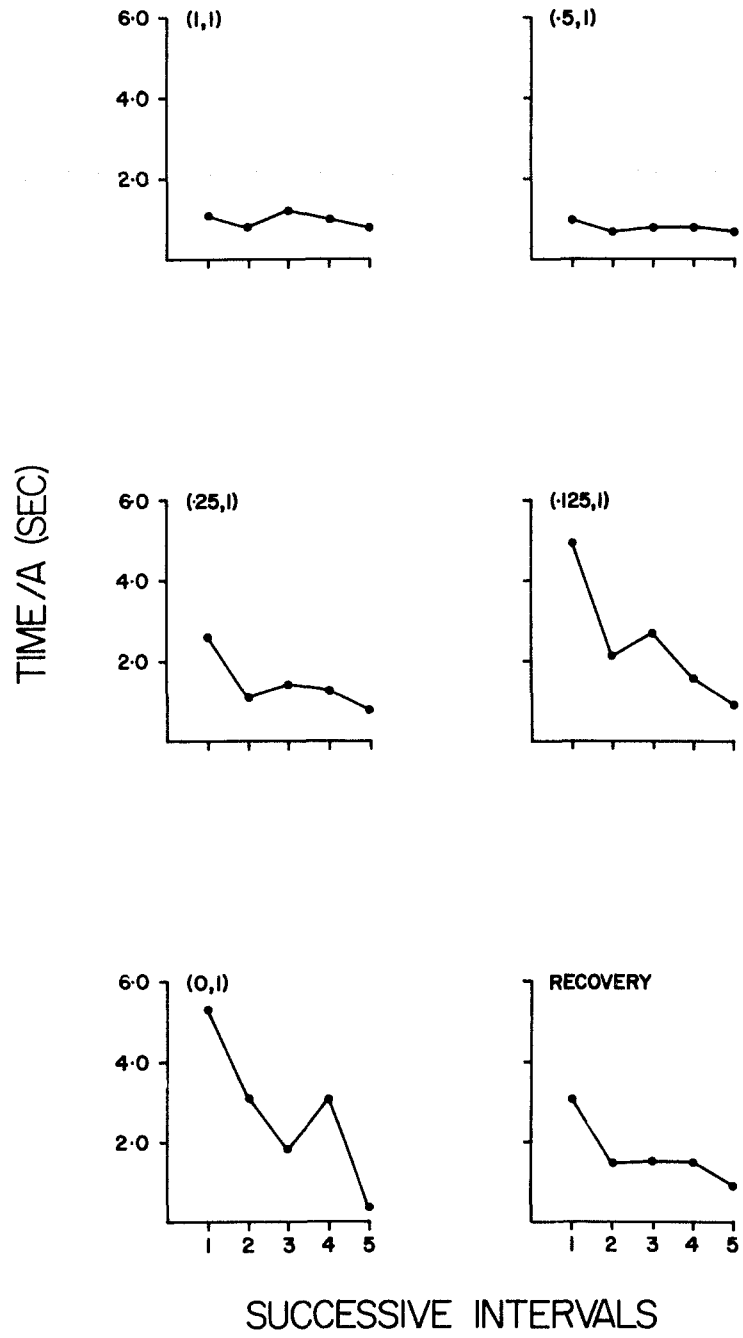 6·0 (1,1) (·5,1)
4·0
2·0
TIME/A (SEC)
6·0 (·25,1) (·125,1)
4·0
2·0
1 2 3 4 5 1 2 3 4 5
6·0 (0,1) RECOVERY
4·0
2·0
SUCCESSIVE INTERVALS